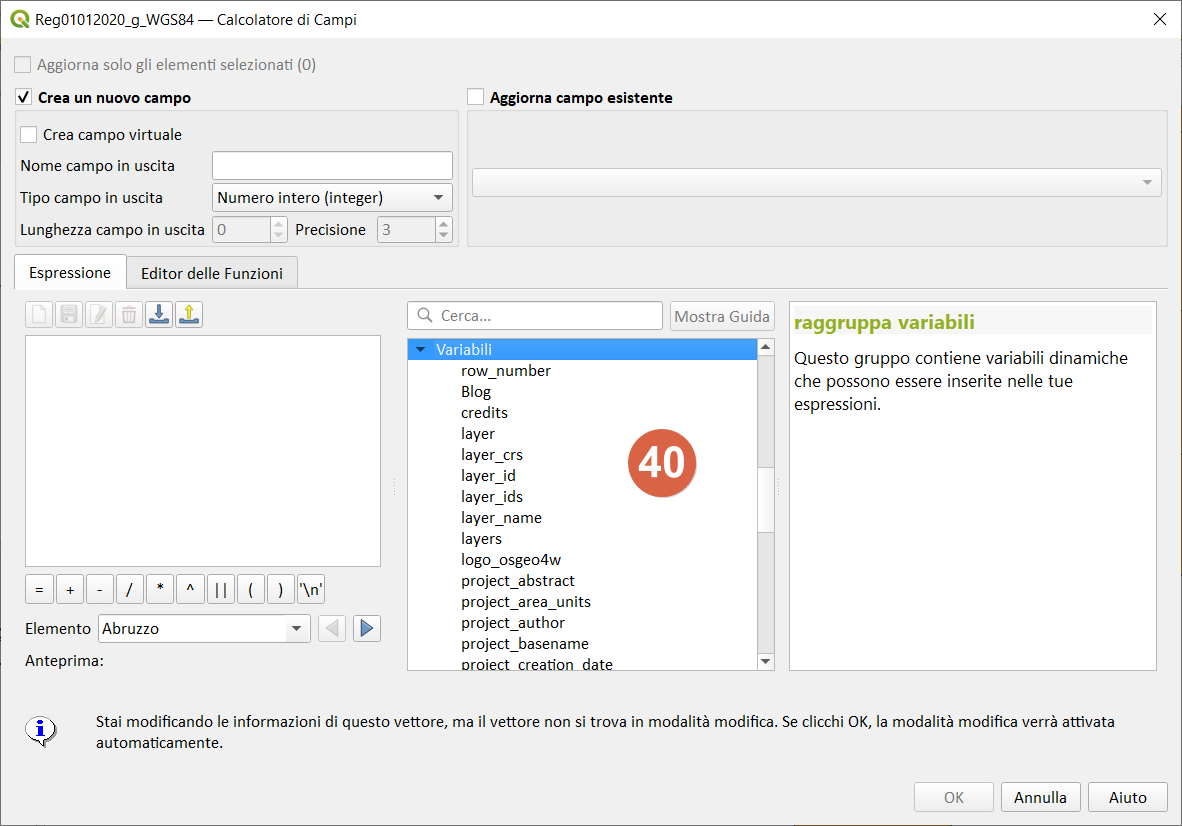 Reg01012020_g_WGS84 — Calcolatore di Campi
Aggiorna solo gli elementi selezionati (0)
Crea un nuovo campo
Aggiorna campo esistente
Crea campo virtuale
Nome campo in uscita
Tipo campo in uscita
Numero intero (integer)
Lunghezza campo in uscita
0
Precisione
3
Espressione
Editor delle Funzioni
Cerca...
Mostra Guida
Variabili
row_number
Blog
credits
layer
layer_crs
layer_id
layer_ids
layer_name
layers
logo_osgeo4w
project_abstract
project_area_units
project_author
project_basename
project_creation_date
40
raggruppa variabili
Questo gruppo contiene variabili dinamiche
che possono essere inserite nelle tue
espressioni.
= + - / * ^ || ( ) '\n'
Elemento
Abruzzo
Anteprima:
Stai modificando le informazioni di questo vettore, ma il vettore non si trova in modalità modifica. Se clicchi OK, la modalità modifica verrà attivata
automaticamente.
OK
Annulla
Aiuto